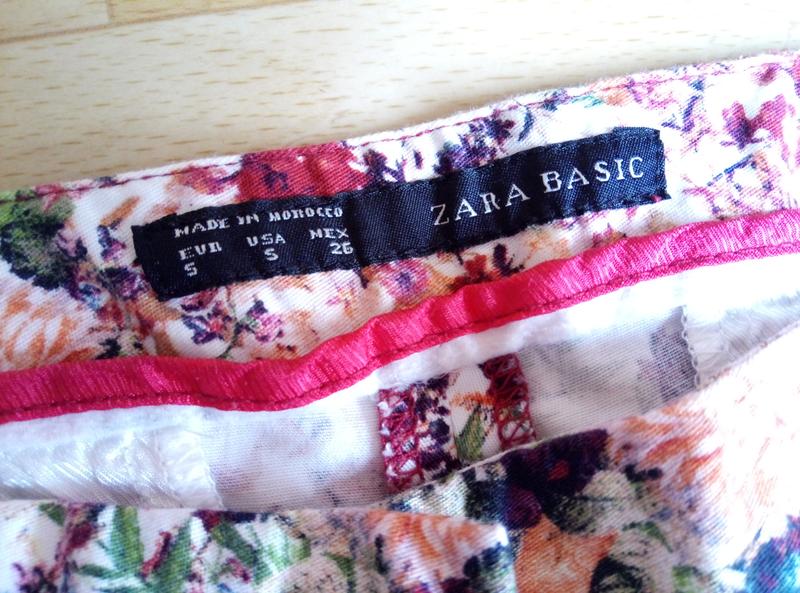 MADE IN MOROCCO
EUR USA MEX
S S 26
ZARA BASIC